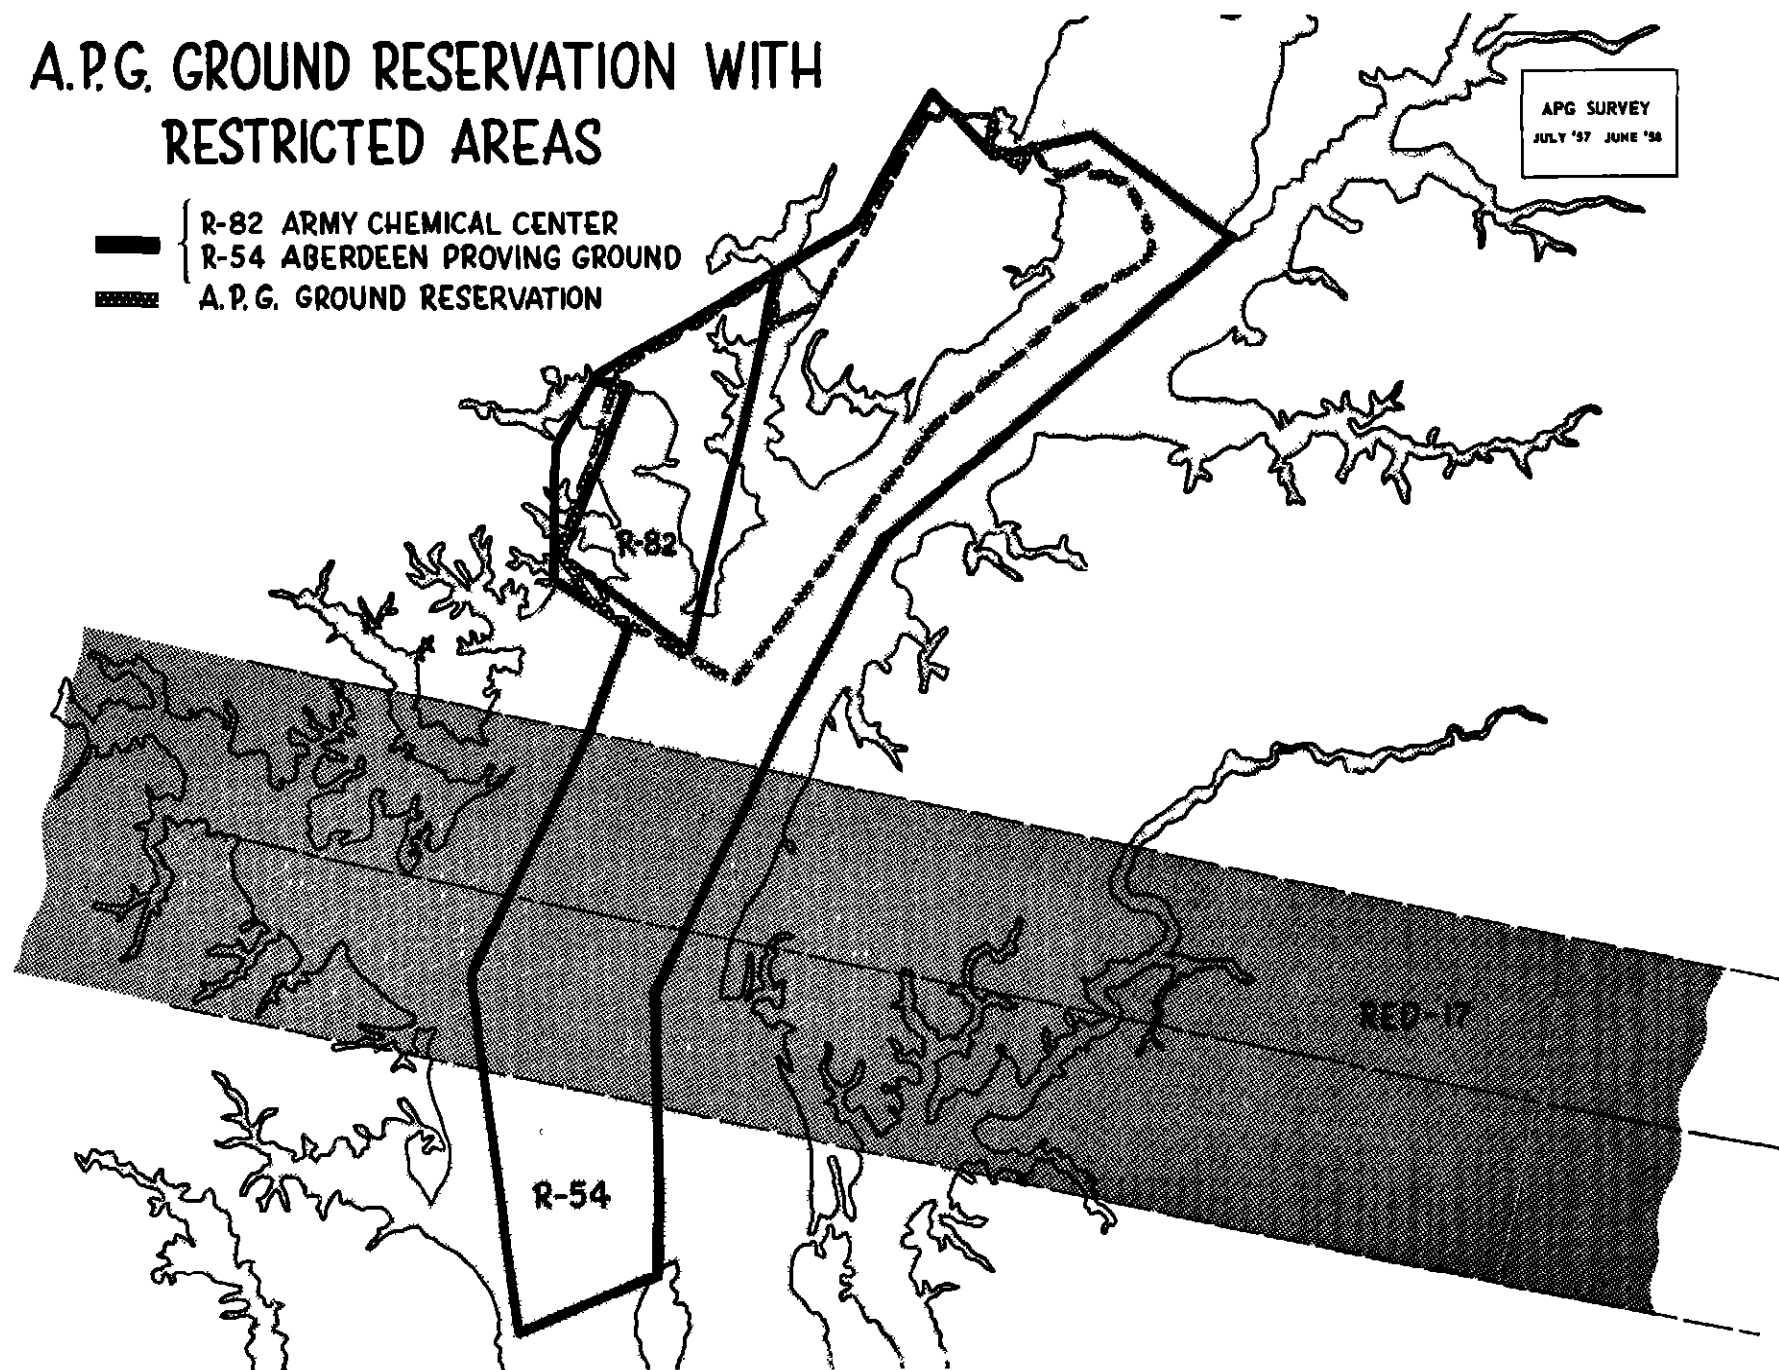 A.P.G. GROUND RESERVATION WITH
RESTRICTED AREAS
R-82 ARMY CHEMICAL CENTER
R-54 ABERDEEN PROVING GROUND
A.P.G. GROUND RESERVATION
APG SURVEY
JULY '57 JUNE '58
R-82
RED-17
R-54